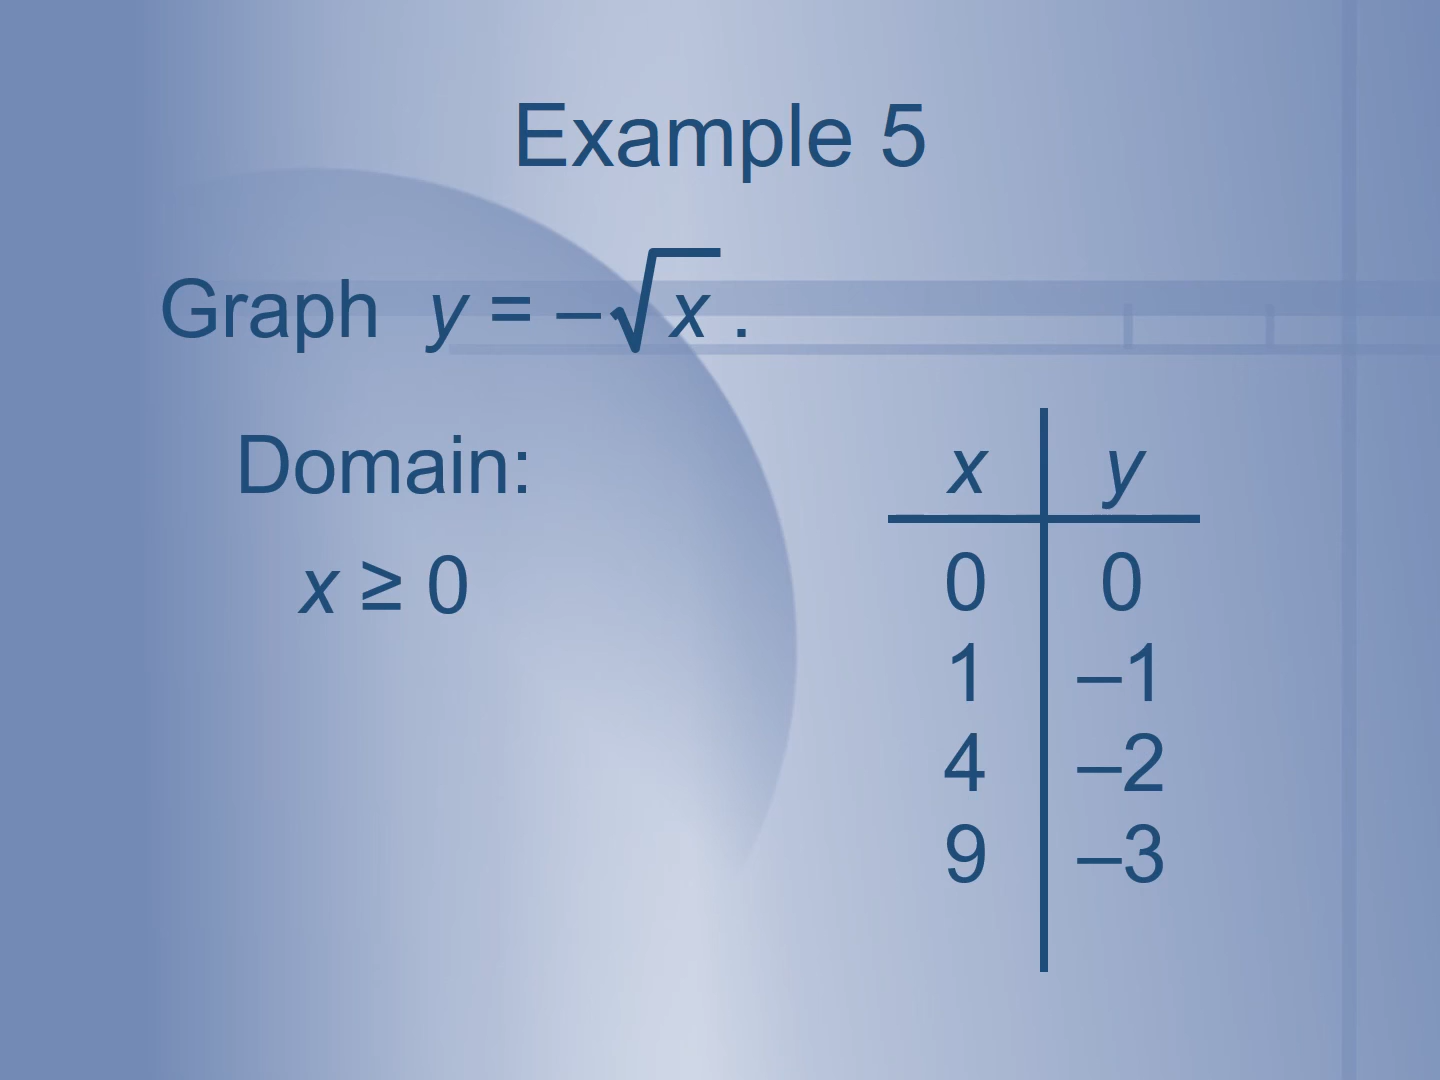 Example 5
Graph y = –√x .
Domain:
x ≥ 0
x y
0 0
1 –1
4 –2
9 –3